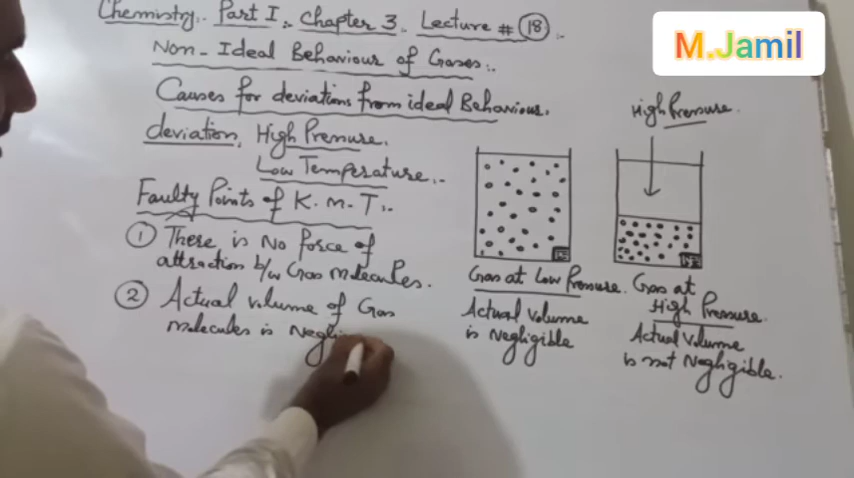 Chemistry. Part I. Chapter 3. Lecture # 18
M.Jamil
Non-Ideal Behaviour of Gases.
Causes for deviations from ideal Behaviour.
deviation, High Pressure.
Low Temperature.
Faulty Points of K.M.T.
① There is No force of
attraction b/w Gas molecules.
② Actual volume of Gas
molecules is Negli
High Pressure.
Gas at Low Pressure.
Actual Volume
is Negligible
Gas at
High Pressure.
Actual Volume
is not Negligible.